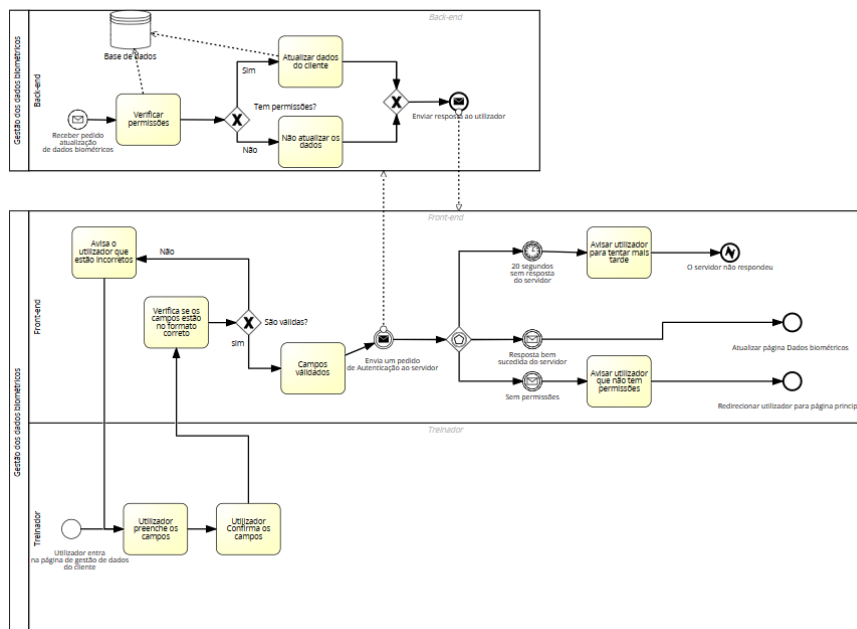 Back-end
Gestão dos dados biométricos
Back-end
Base de dados
Atualizar dados
do cliente
Sim
Tem permissões?
Verificar
permissões
Não
Não atualizar os
dados
Receber pedido
atualização
de dados biométricos
Enviar resposta ao utilizador
Front-end
Gestão dos dados biométricos
Front-end
Avisa o
utilizador que
estão incorretos
Não
Verifica se os
campos estão
no formato
correto
São válidas?
sim
Campos
validados
Envia um pedido
de Autenticação ao servidor
20 segundos
sem resposta
do servidor
Avisar utilizador
para tentar mais
tarde
O servidor não respondeu
Resposta bem
sucedida do servidor
Atualizar página Dados biométricos
Sem permissões
Avisar utilizador
que não tem
permissões
Redirecionar utilizador para página princip
Treinador
Treinador
Utilizador entra
na página de gestão de dados
do cliente
Utilizador
preenche os
campos
Utilizador
Confirma os
campos